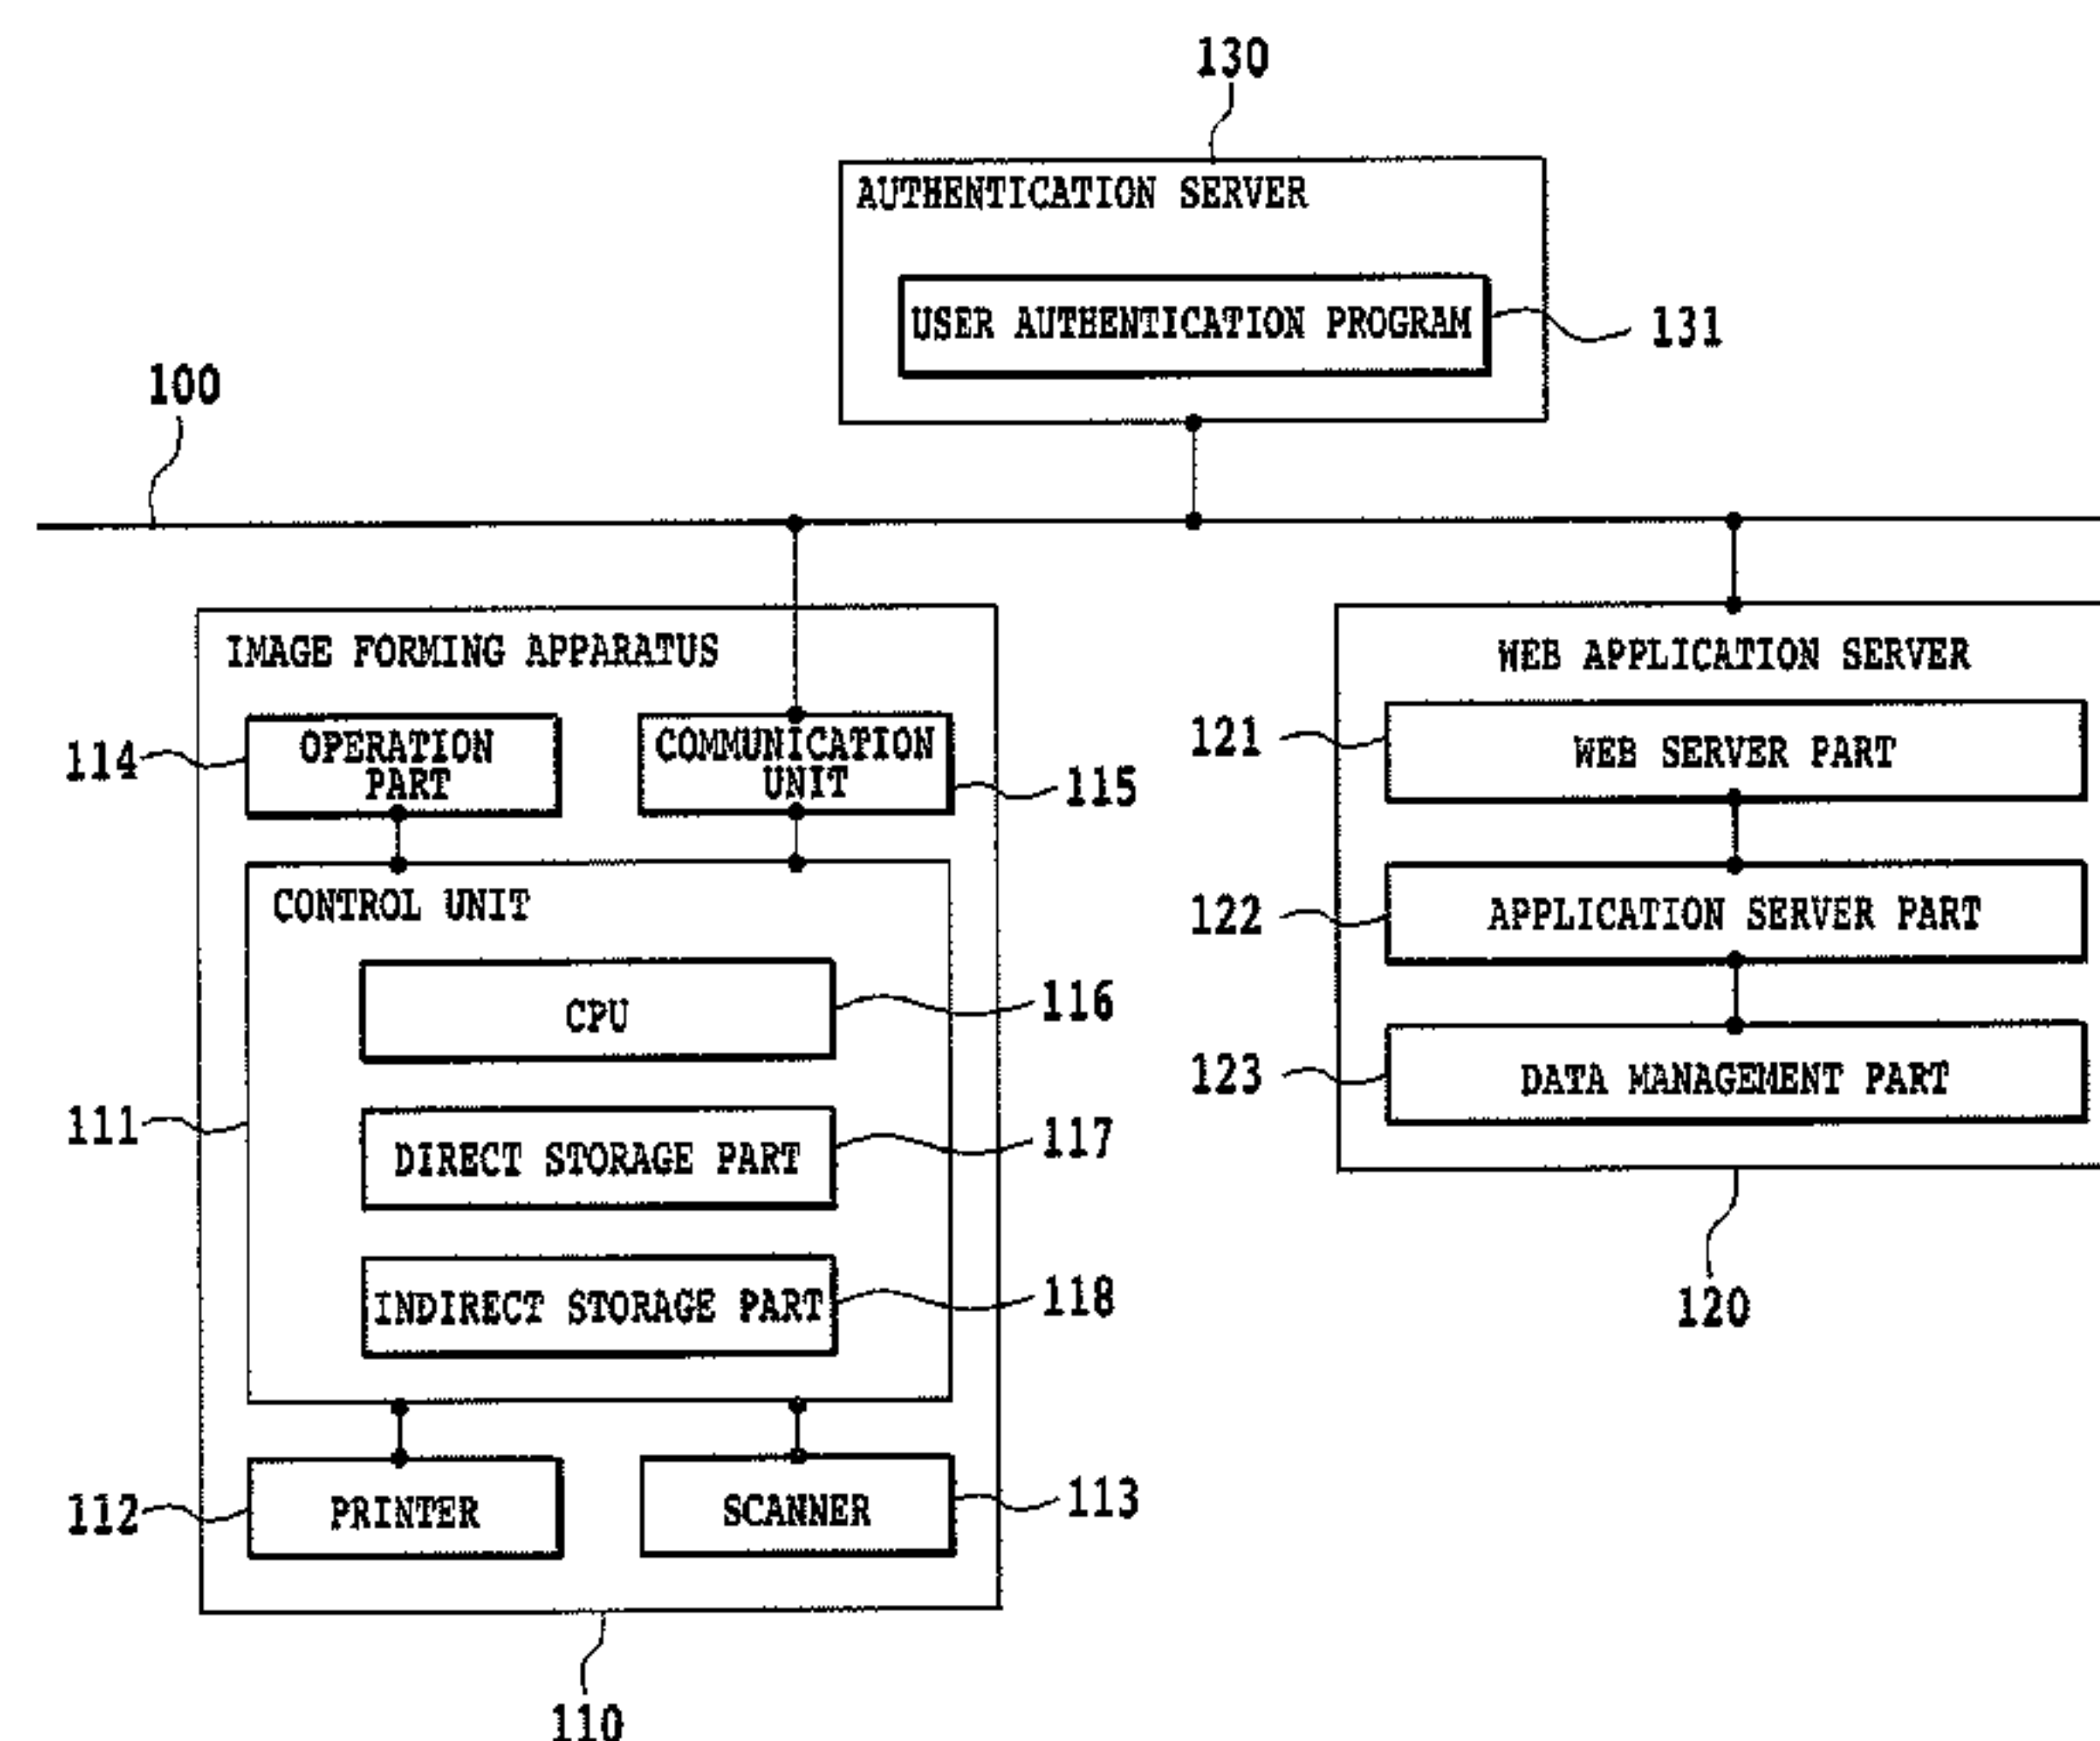 130
AUTHENTICATION SERVER
USER AUTHENTICATION PROGRAM
131
100
IMAGE FORMING APPARATUS
114
OPERATION
PART
COMMUNICATION
UNIT
115
CONTROL UNIT
CPU
116
111
DIRECT STORAGE PART
117
INDIRECT STORAGE PART
118
112
PRINTER
SCANNER
113
110
WEB APPLICATION SERVER
121
WEB SERVER PART
122
APPLICATION SERVER PART
123
DATA MANAGEMENT PART
120